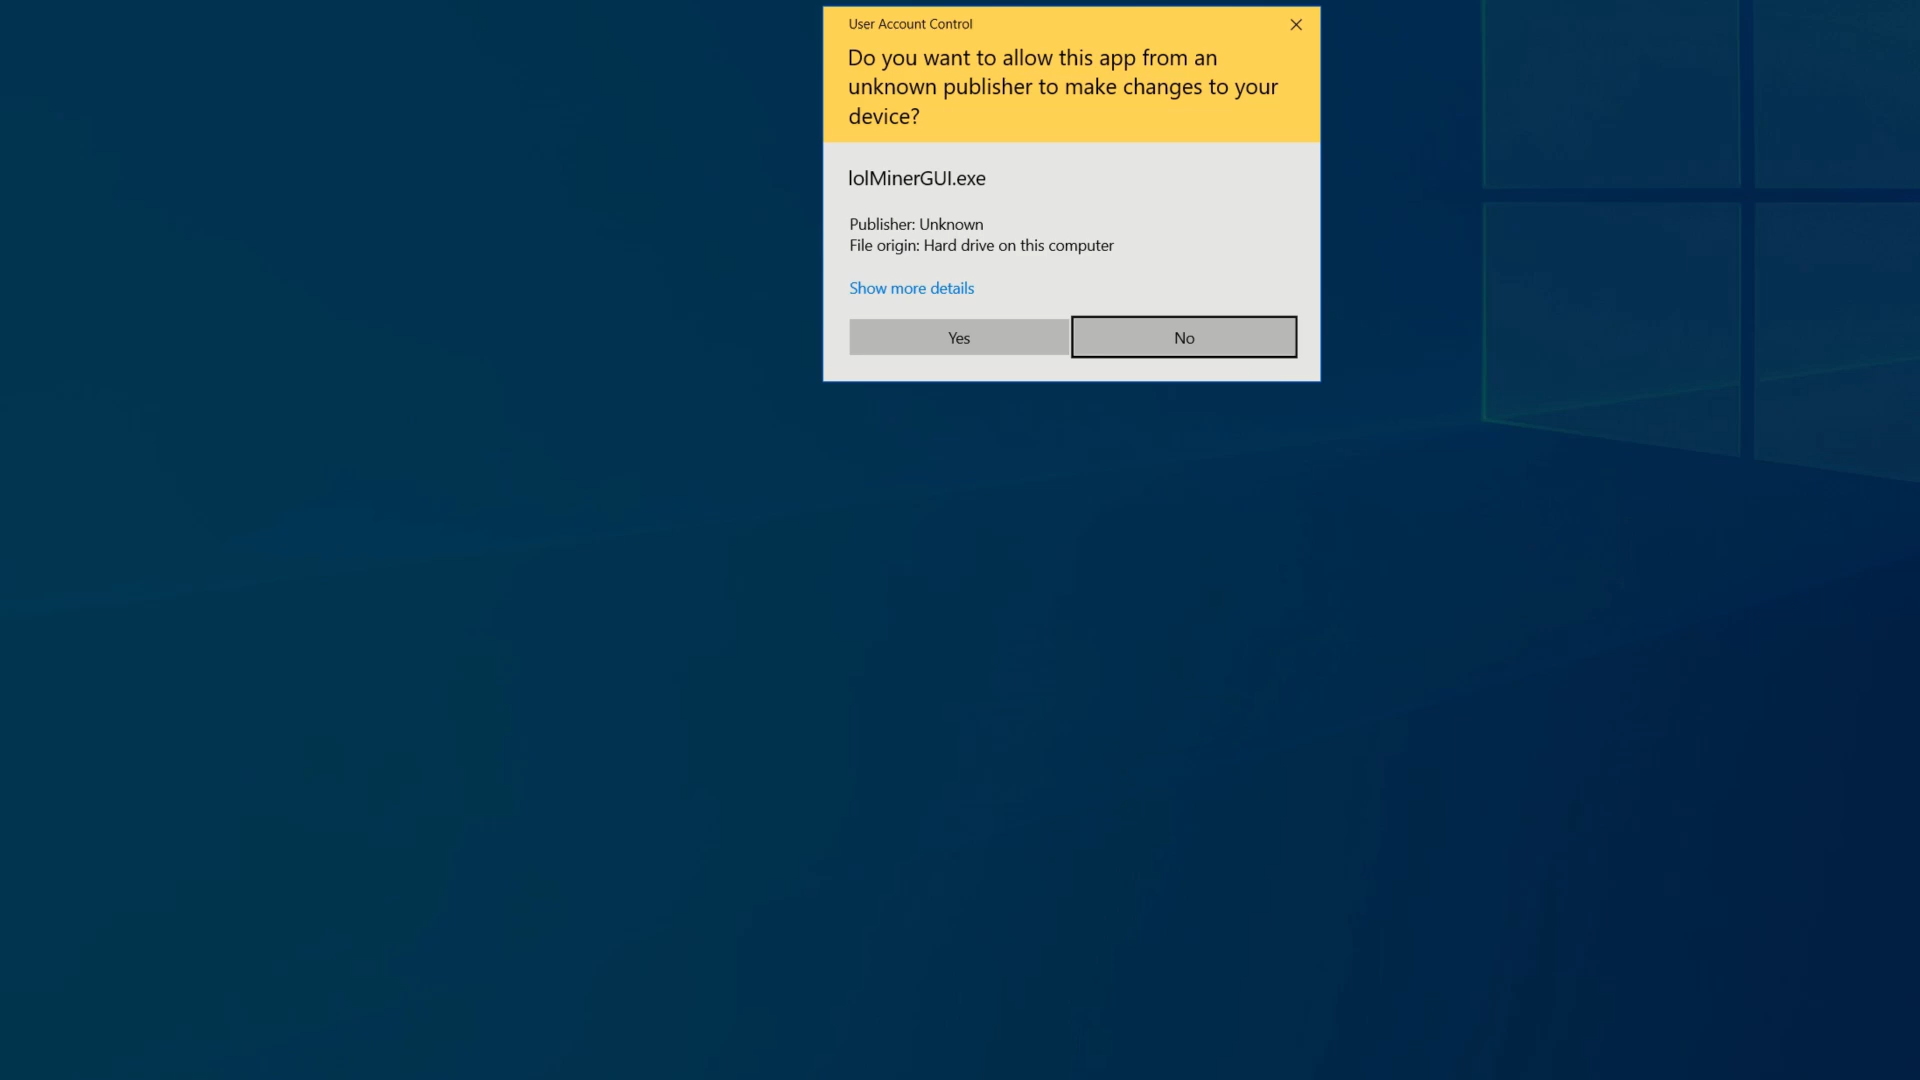 User Account Control
Do you want to allow this app from an
unknown publisher to make changes to your
device?
lolMinerGUI.exe
Publisher: Unknown
File origin: Hard drive on this computer
Show more details
Yes
No